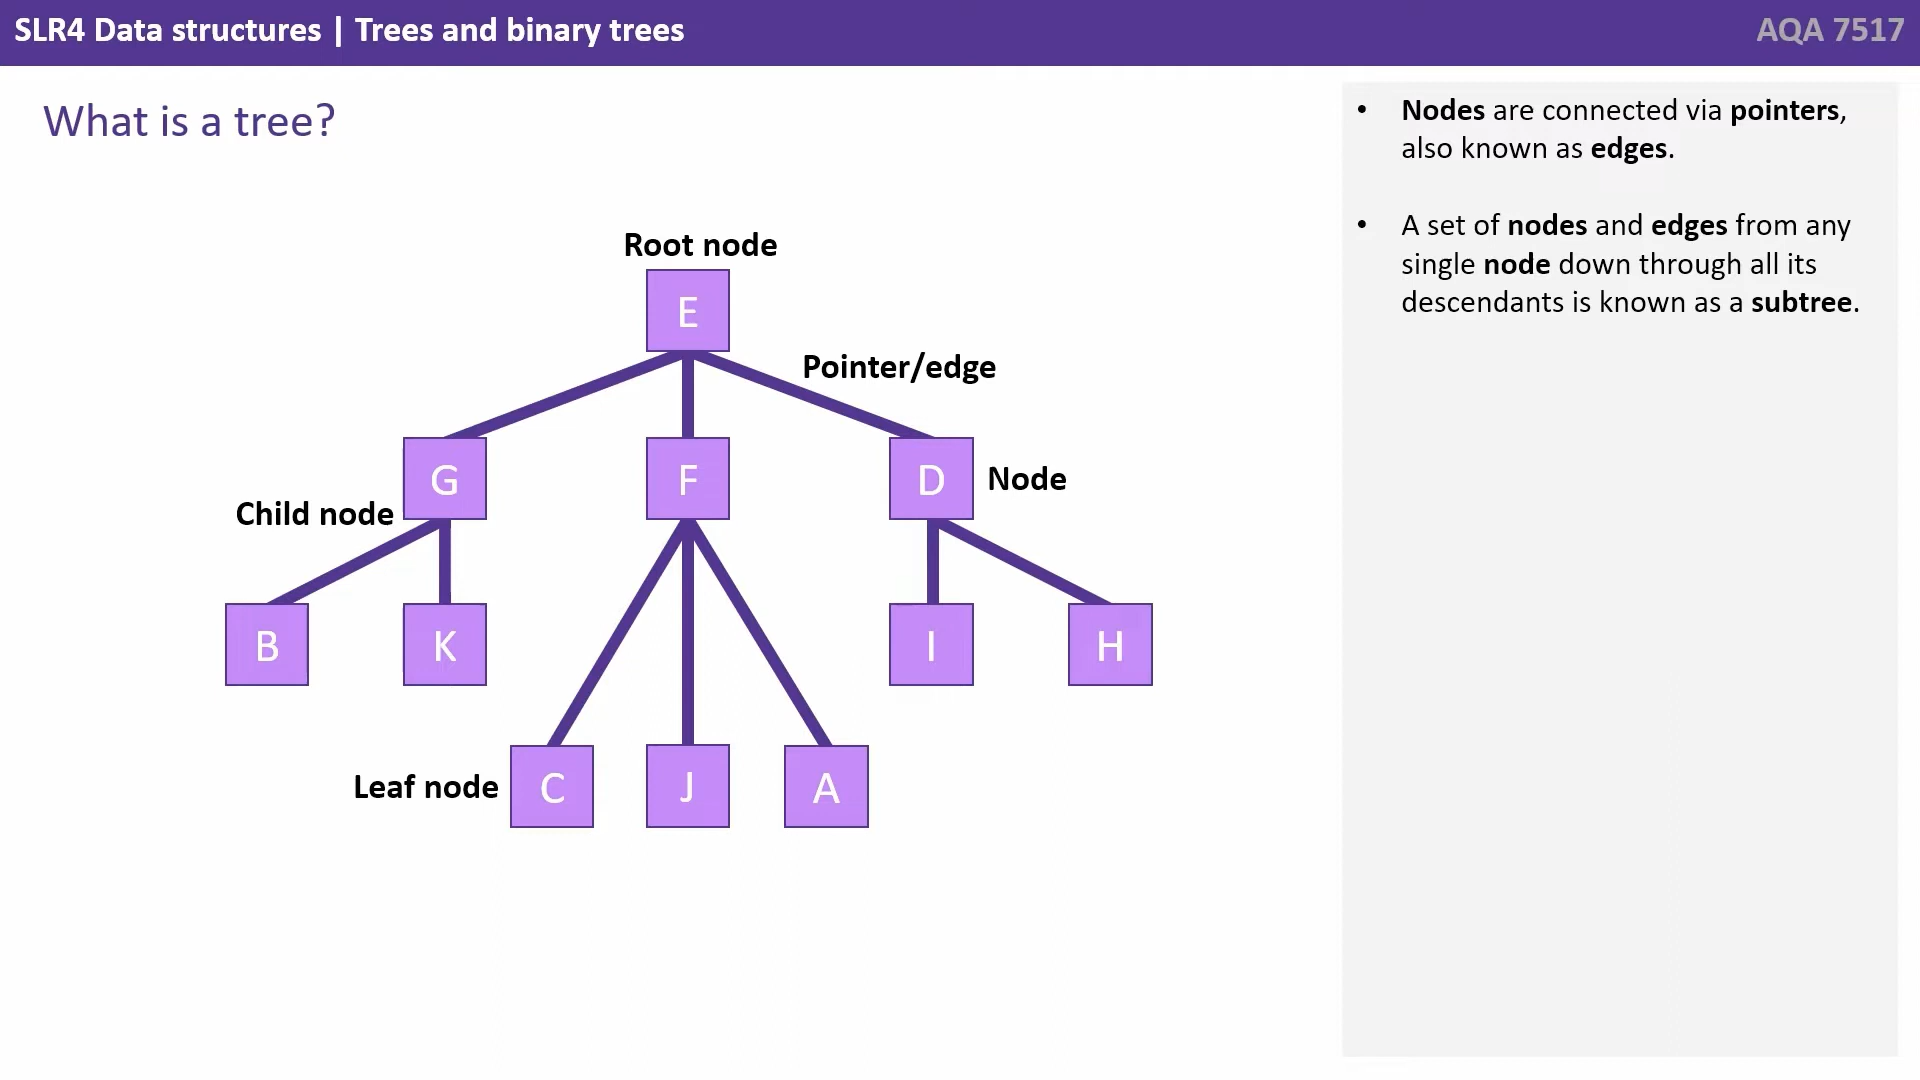 SLR4 Data structures | Trees and binary trees
AQA 7517
What is a tree?
Root node
E
Pointer/edge
G
F
D
Node
Child node
B
K
I
H
Leaf node
C
J
A
• Nodes are connected via pointers,
also known as edges.
• A set of nodes and edges from any
single node down through all its
descendants is known as a subtree.